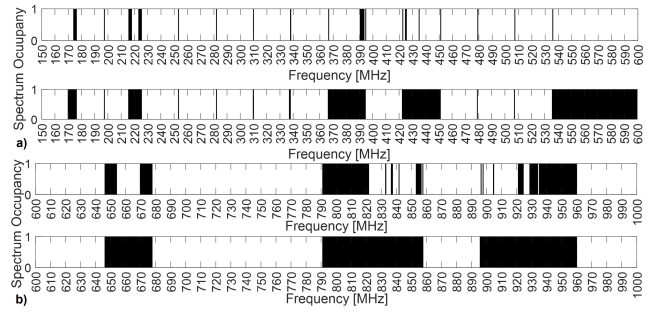 Spectrum Occuupany
1
0
150 160 170 180 190 200 210 220 230 240 250 260 270 280 290 300 310 320 330 340 350 360 370 380 390 400 410 420 430 440 450 460 470 480 490 500 510 520 530 540 550 560 570 580 590 600
Frequency [MHz]
1
0
150 160 170 180 190 200 210 220 230 240 250 260 270 280 290 300 310 320 330 340 350 360 370 380 390 400 410 420 430 440 450 460 470 480 490 500 510 520 530 540 550 560 570 580 590 600
a)
Frequency [MHz]
Spectrum Occupancy
1
0
600 610 620 630 640 650 660 670 680 690 700 710 720 730 740 750 760 770 780 790 800 810 820 830 840 850 860 870 880 890 900 910 920 930 940 950 960 970 980 990 1000
Frequency [MHz]
1
0
600 610 620 630 640 650 660 670 680 690 700 710 720 730 740 750 760 770 780 790 800 810 820 830 840 850 860 870 880 890 900 910 920 930 940 950 960 970 980 990 1000
b)
Frequency [MHz]